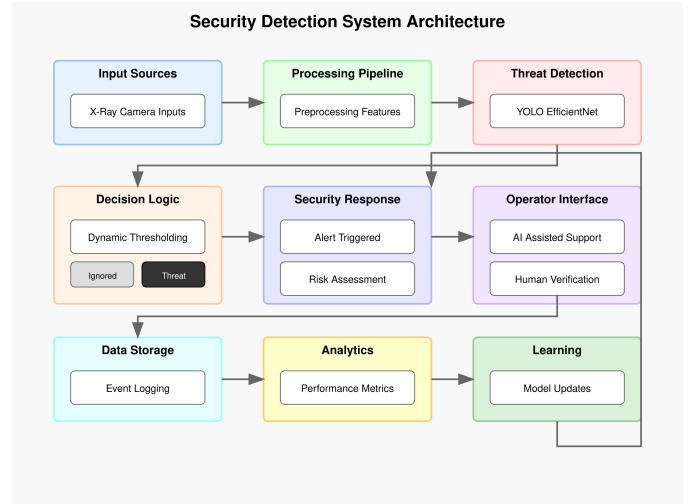 Security Detection System Architecture
Input Sources
X-Ray Camera Inputs
Processing Pipeline
Preprocessing Features
Threat Detection
YOLO EfficientNet
Decision Logic
Dynamic Thresholding
Ignored
Threat
Security Response
Alert Triggered
Risk Assessment
Operator Interface
AI Assisted Support
Human Verification
Data Storage
Event Logging
Analytics
Performance Metrics
Learning
Model Updates